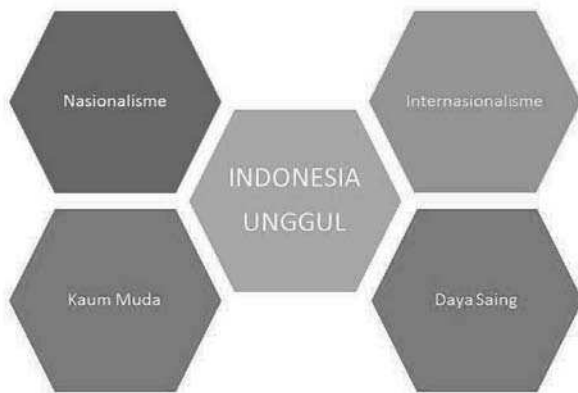 Nasionalisme
Internasionalisme
INDONESIA
UNGGUL
Kaum Muda
Daya Saing